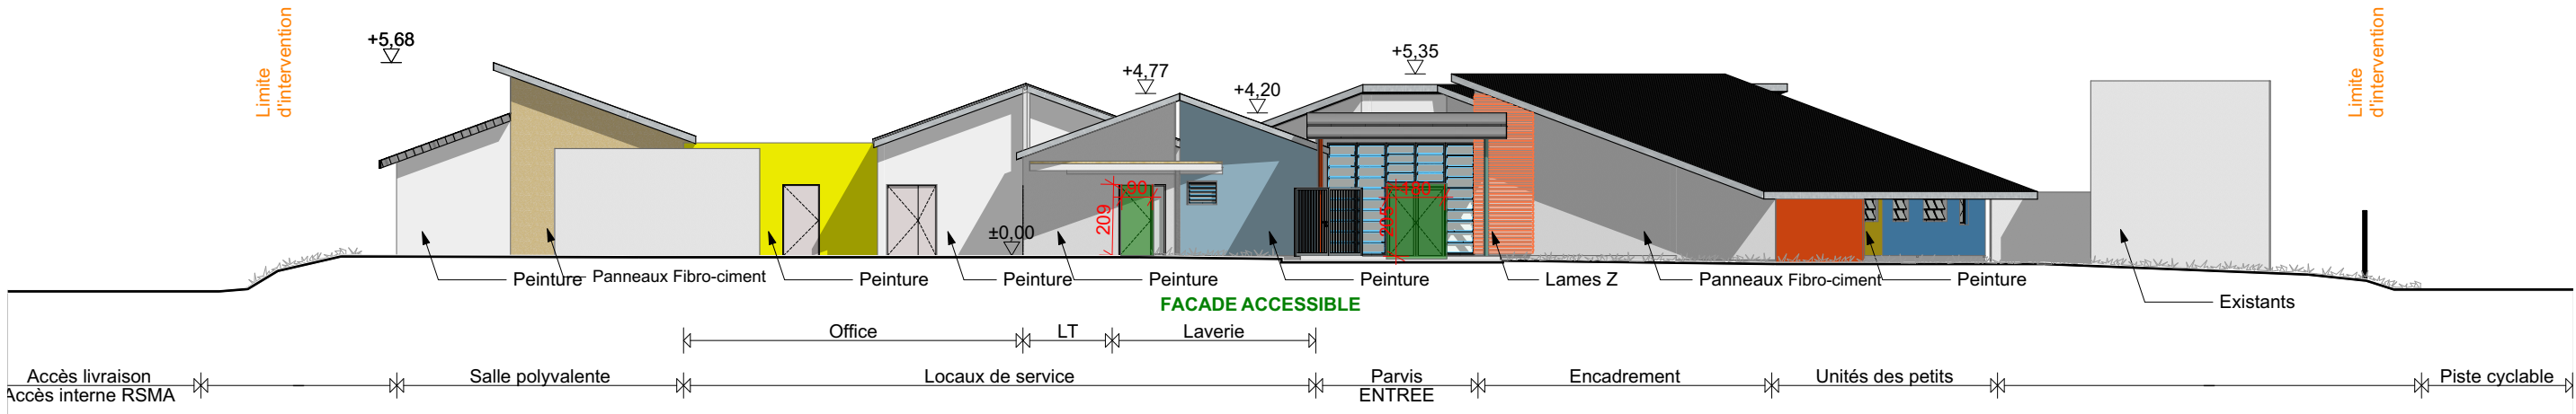 Limite
d'intervention
+5,68
+4,77
+4,20
+5,35
Limite
d'intervention
90
209
±0,00
205
Peinture
Panneaux Fibro-ciment
Peinture
Peinture
Peinture
Peinture
Lames Z
Panneaux Fibro-ciment
Peinture
Existants
FACADE ACCESSIBLE
Office
LT
Laverie
Accès livraison
Accès interne RSMA
Salle polyvalente
Locaux de service
Parvis
ENTREE
Encadrement
Unités des petits
Piste cyclable